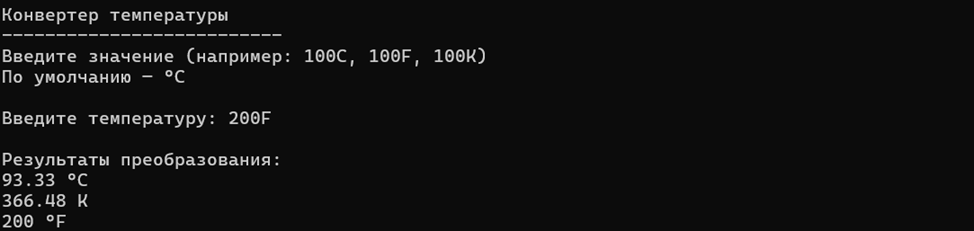 Конвертер температуры
--------------------------
Введите значение (например: 100C, 100F, 100K)
По умолчанию — °C
Введите температуру: 200F
Результаты преобразования:
93.33 °C
366.48 K
200 °F